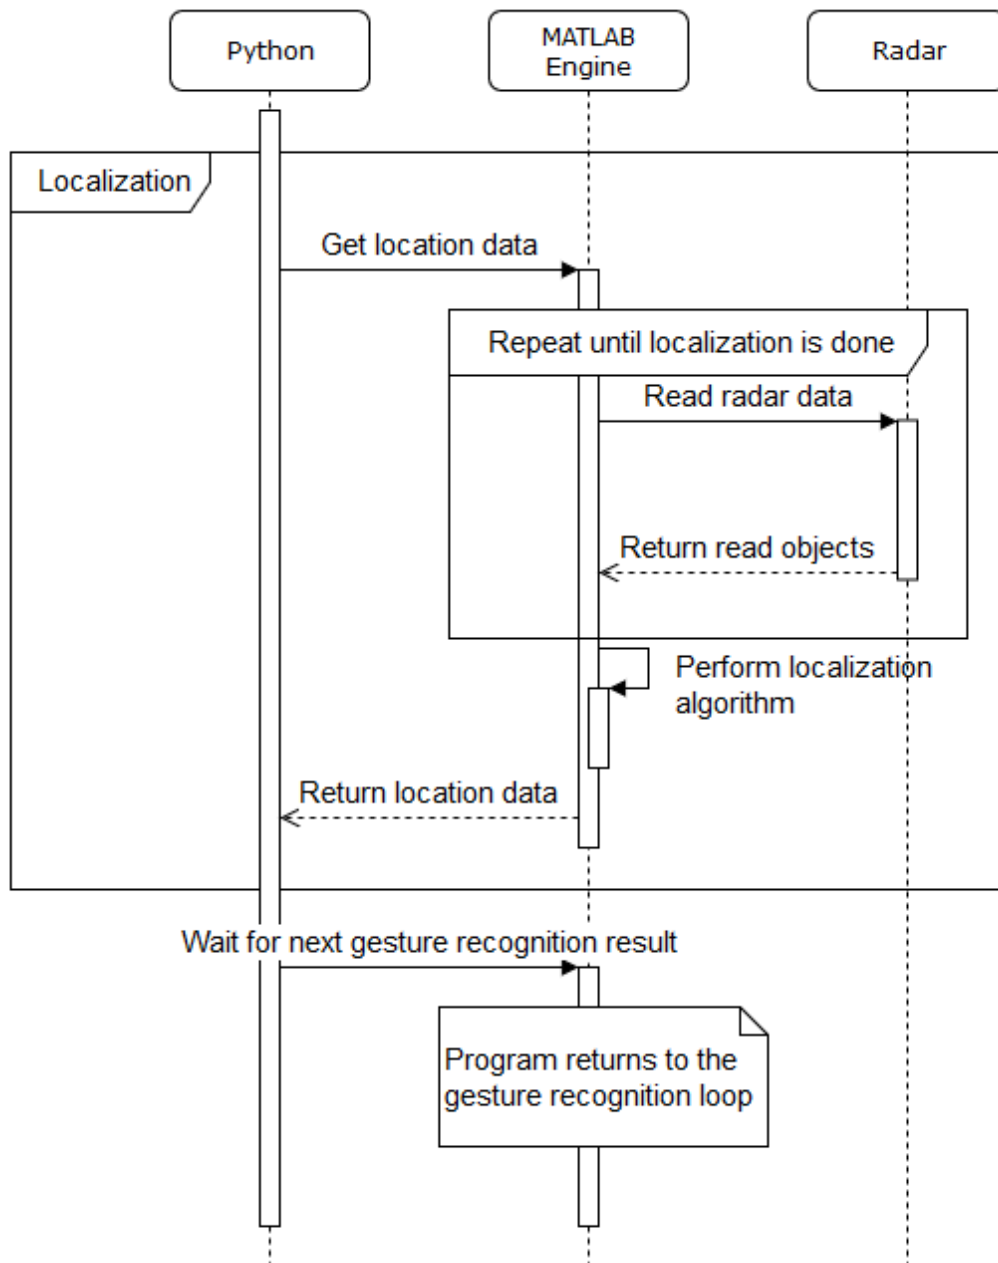 Python
MATLAB
Engine
Radar
Localization
Get location data
Repeat until localization is done
Read radar data
Return read objects
Perform localization
algorithm
Return location data
Wait for next gesture recognition result
Program returns to the
gesture recognition loop